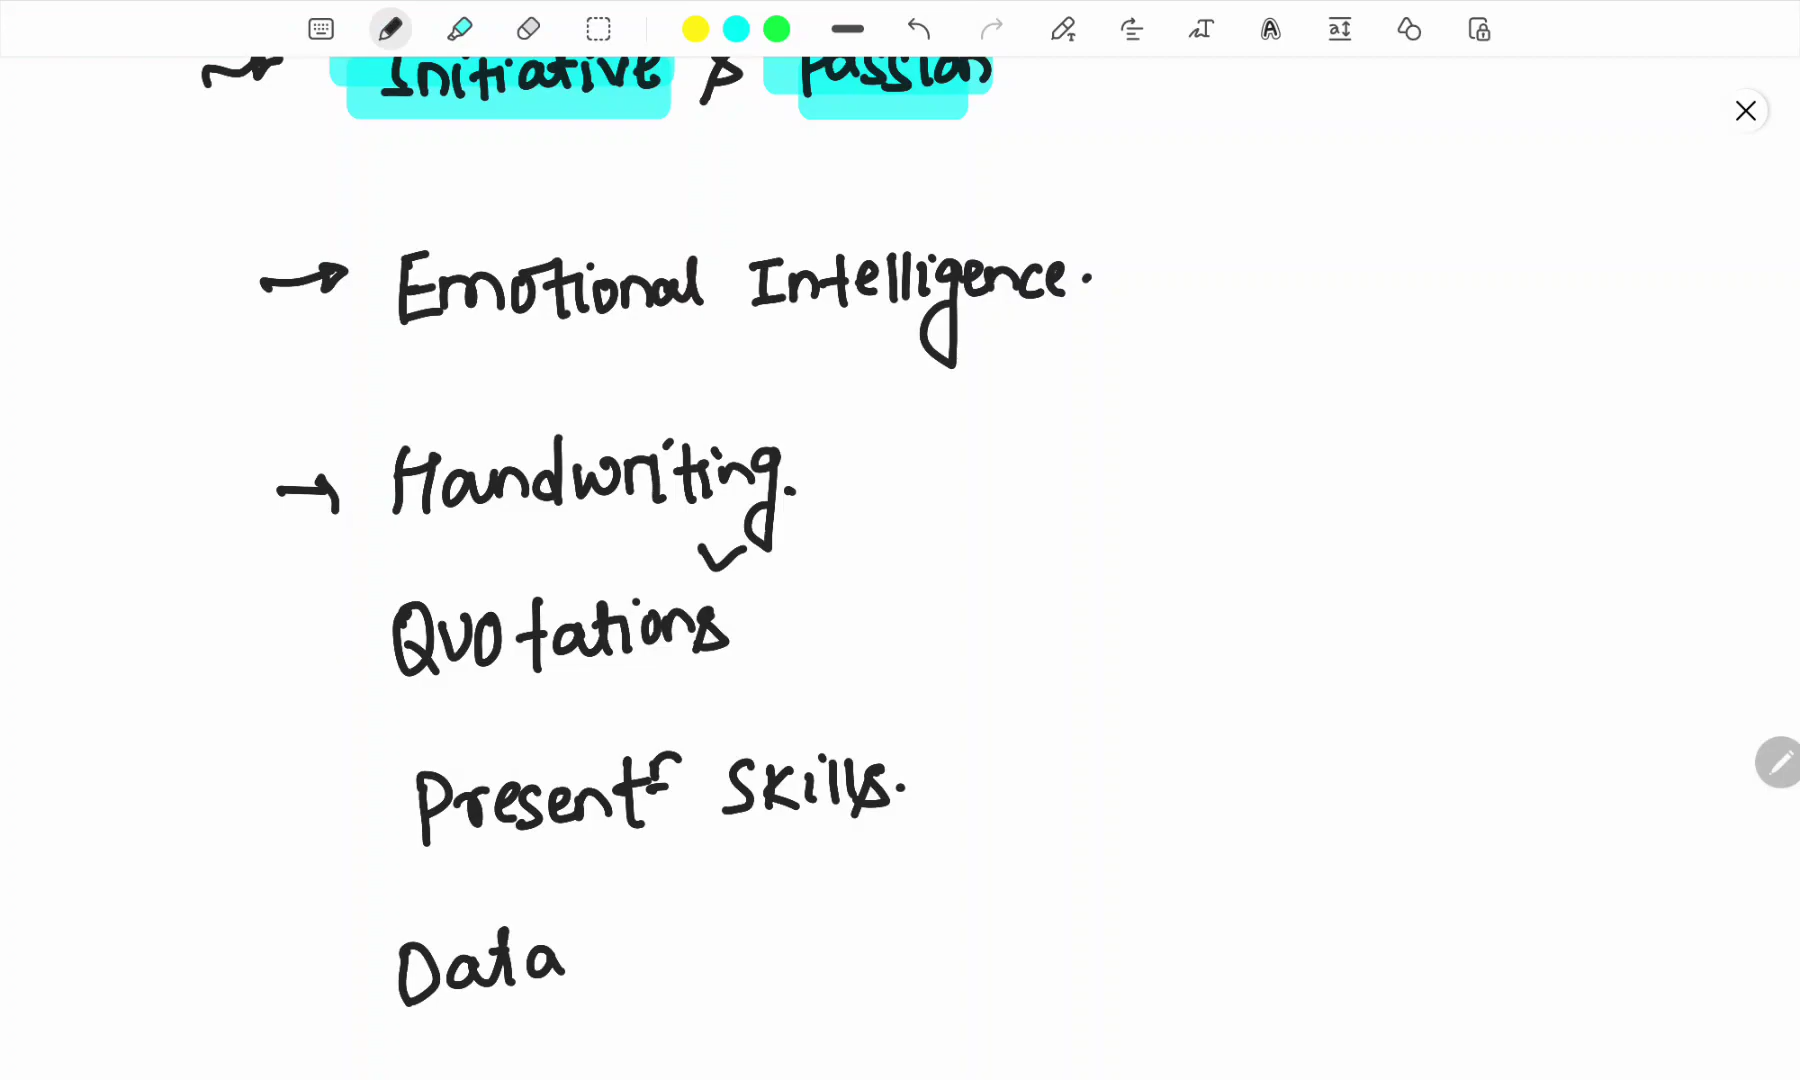 → Initiative & Passion
→ Emotional Intelligence.
→ Handwriting.
Quotations
Presentⁿ Skills.
Data